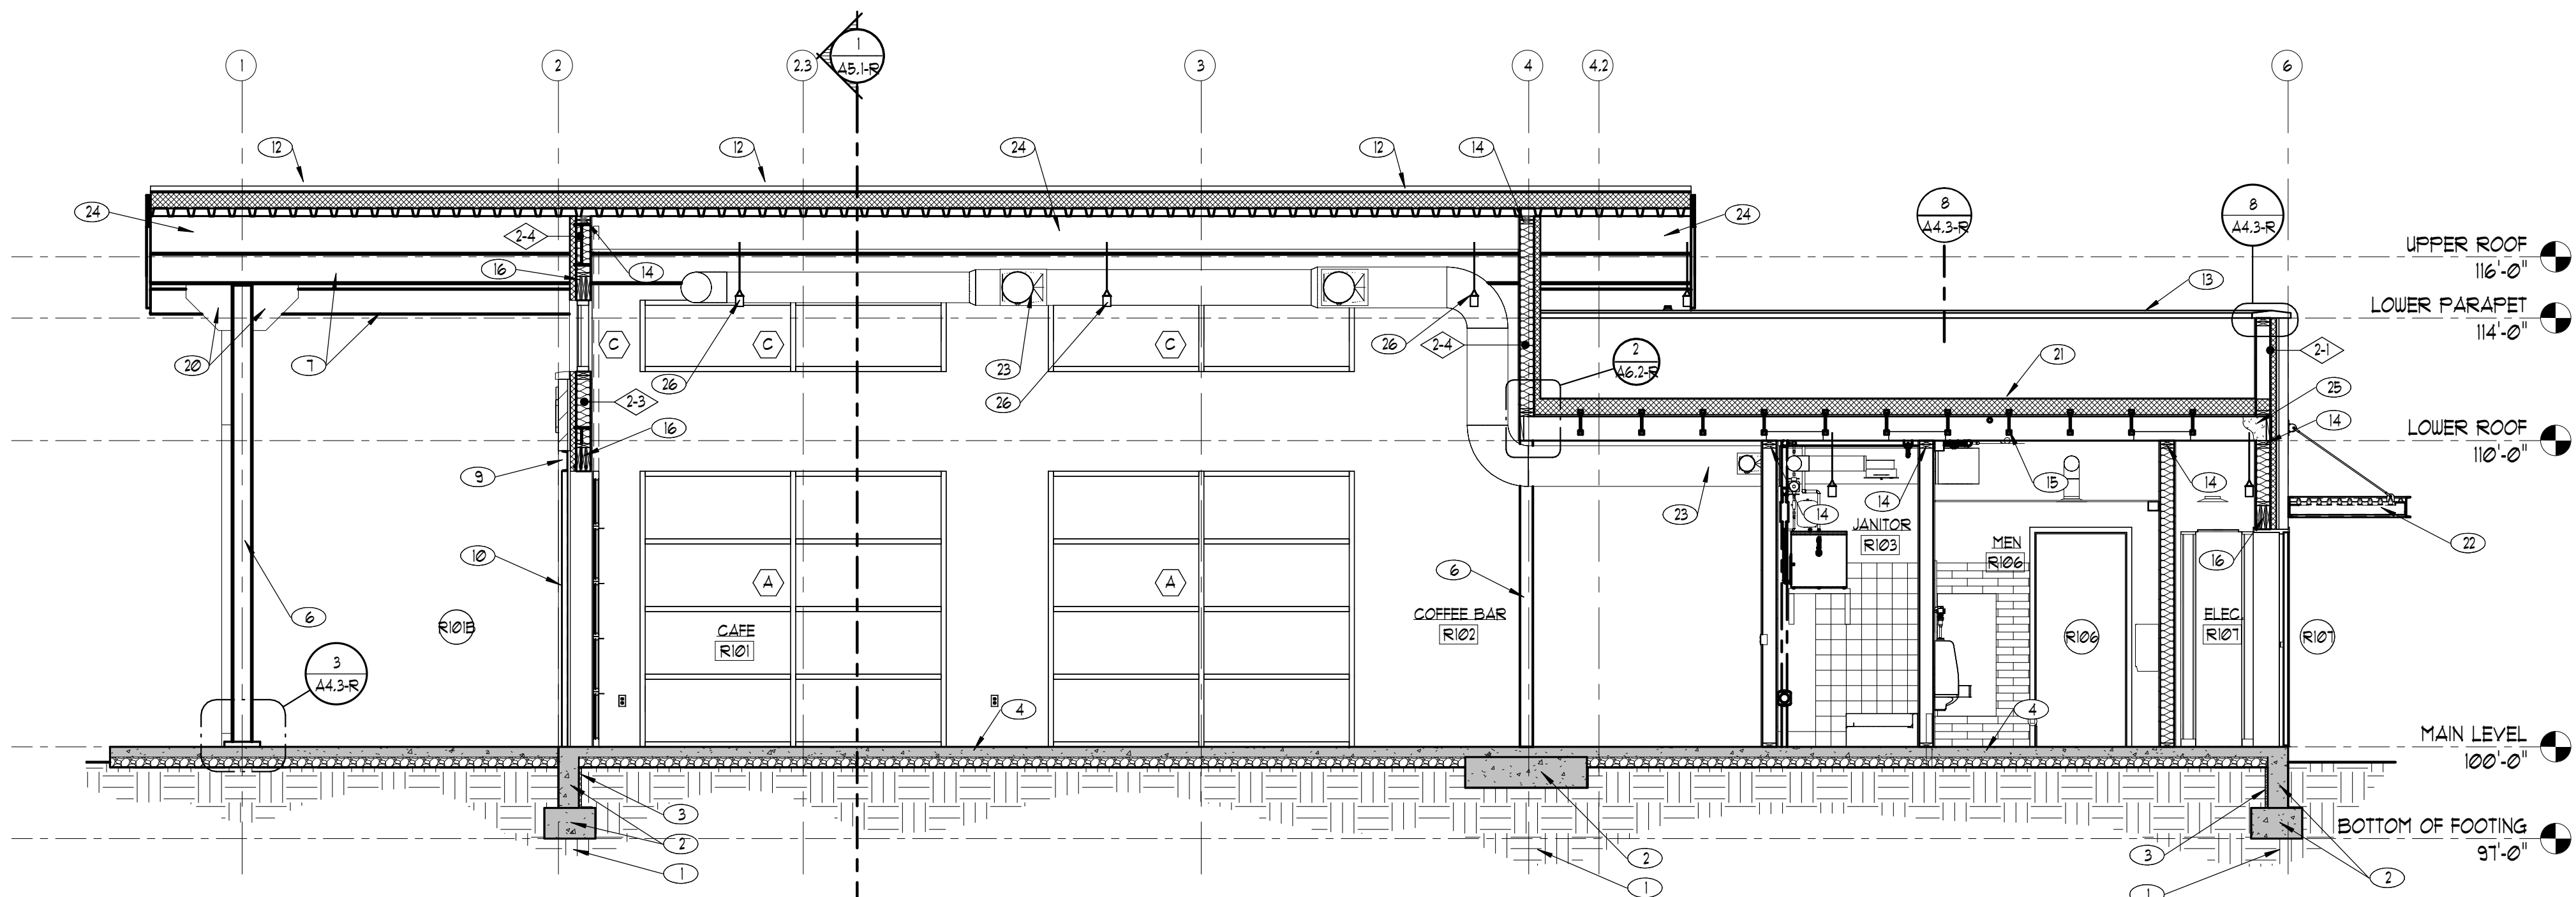 1
2
2.3
1
A5.1-R
3
4
4.2
6
12
12
24
12
14
24
24
2-4
16
14
8
A4.3-R
8
A4.3-R
UPPER ROOF
116'-0"
13
LOWER PARAPET
114'-0"
20
7
C
C
C
26
23
26
26
2-4
2
A6.2-R
21
2-1
25
2-3
16
14
LOWER ROOF
110'-0"
9
23
14
14
15
14
JANITOR
R103
MEN
R106
16
22
10
6
6
A
A
R101B
CAFE
R101
COFFEE BAR
R102
R106
ELEC.
R107
R107
3
A4.3-R
4
4
MAIN LEVEL
100'-0"
3
2
1
2
1
3
2
1
BOTTOM OF FOOTING
97'-0"